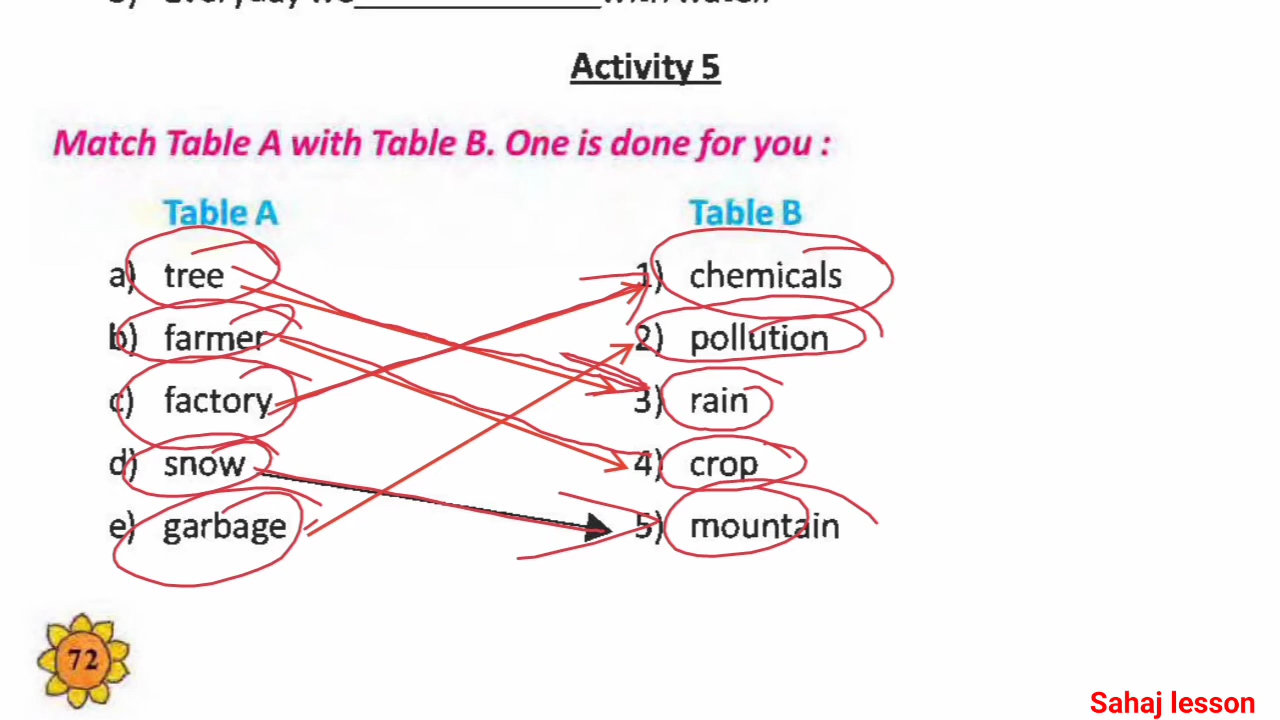 Activity 5
Match Table A with Table B. One is done for you :
Table A Table B
a) tree 1) chemicals
b) farmer 2) pollution
c) factory 3) rain
d) snow 4) crop
e) garbage 5) mountain
72
Sahaj lesson